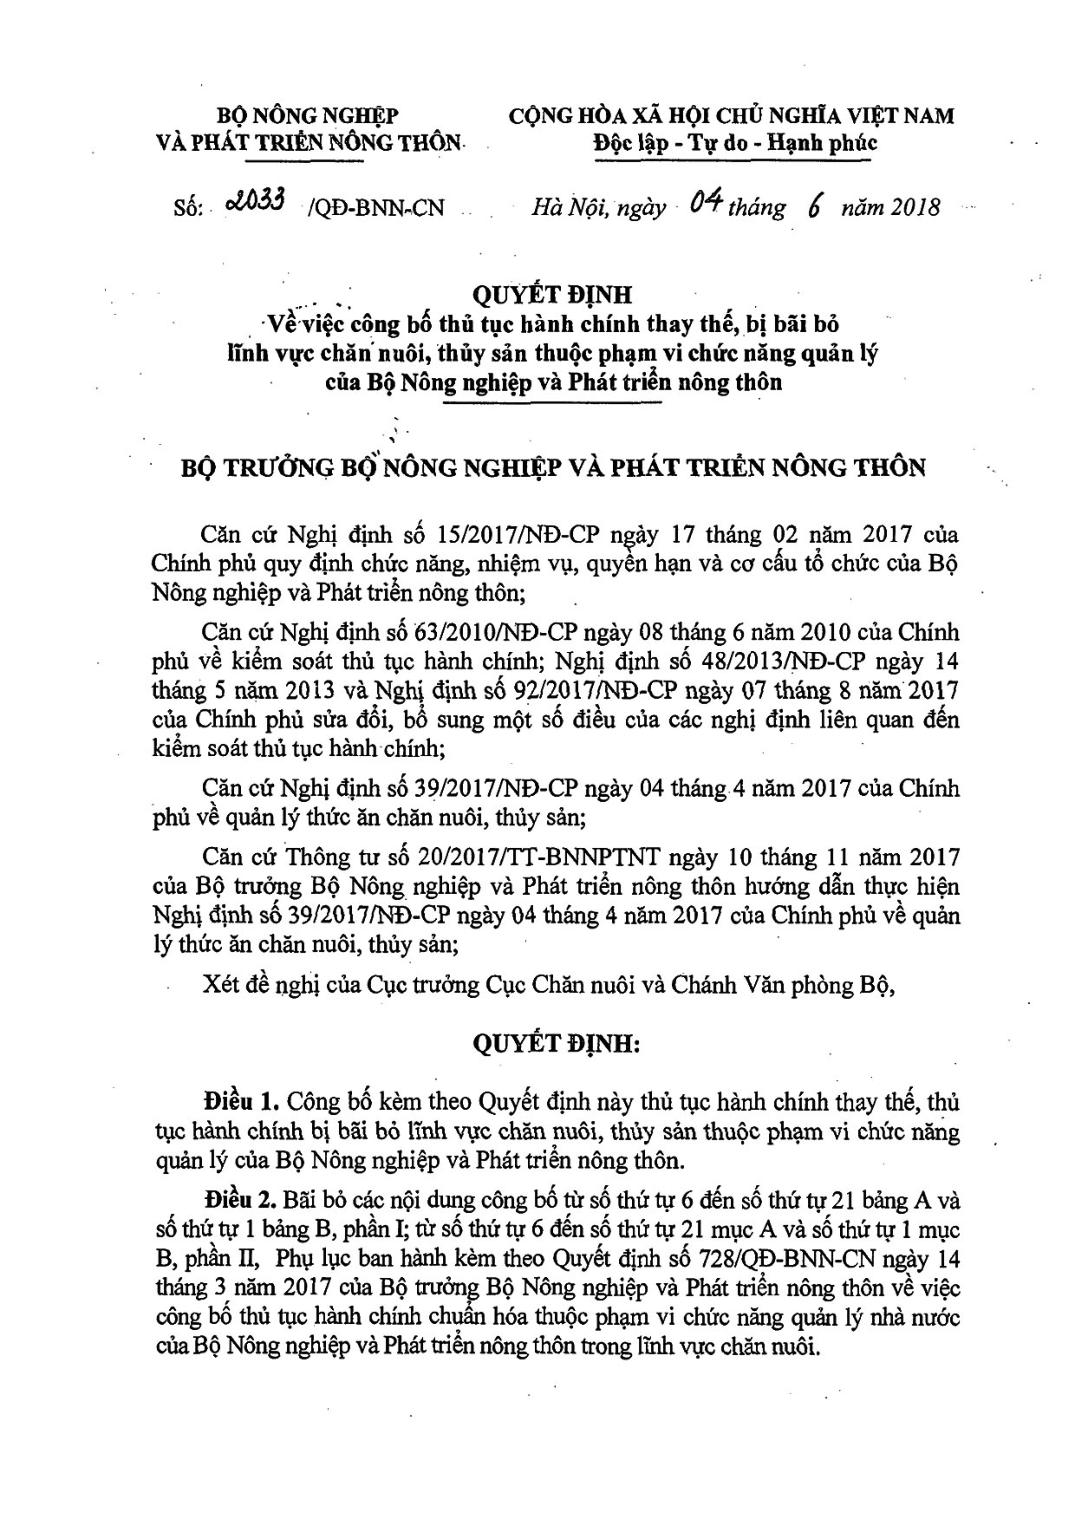 BỘ NÔNG NGHIỆP
VÀ PHÁT TRIỂN NÔNG THÔN
CỘNG HÒA XÃ HỘI CHỦ NGHĨA VIỆT NAM
Độc lập - Tự do - Hạnh phúc
Số: 2033 /QĐ-BNN-CN
Hà Nội, ngày 04 tháng 6 năm 2018
QUYẾT ĐỊNH
Về việc công bố thủ tục hành chính thay thế, bị bãi bỏ
lĩnh vực chăn nuôi, thủy sản thuộc phạm vi chức năng quản lý
của Bộ Nông nghiệp và Phát triển nông thôn
BỘ TRƯỞNG BỘ NÔNG NGHIỆP VÀ PHÁT TRIỂN NÔNG THÔN
Căn cứ Nghị định số 15/2017/NĐ-CP ngày 17 tháng 02 năm 2017 của
Chính phủ quy định chức năng, nhiệm vụ, quyền hạn và cơ cấu tổ chức của Bộ
Nông nghiệp và Phát triển nông thôn;
Căn cứ Nghị định số 63/2010/NĐ-CP ngày 08 tháng 6 năm 2010 của Chính
phủ về kiểm soát thủ tục hành chính; Nghị định số 48/2013/NĐ-CP ngày 14
tháng 5 năm 2013 và Nghị định số 92/2017/NĐ-CP ngày 07 tháng 8 năm 2017
của Chính phủ sửa đổi, bổ sung một số điều của các nghị định liên quan đến
kiểm soát thủ tục hành chính;
Căn cứ Nghị định số 39/2017/NĐ-CP ngày 04 tháng 4 năm 2017 của Chính
phủ về quản lý thức ăn chăn nuôi, thủy sản;
Căn cứ Thông tư số 20/2017/TT-BNNPTNT ngày 10 tháng 11 năm 2017
của Bộ trưởng Bộ Nông nghiệp và Phát triển nông thôn hướng dẫn thực hiện
Nghị định số 39/2017/NĐ-CP ngày 04 tháng 4 năm 2017 của Chính phủ về quản
lý thức ăn chăn nuôi, thủy sản;
Xét đề nghị của Cục trưởng Cục Chăn nuôi và Chánh Văn phòng Bộ,
QUYẾT ĐỊNH:
Điều 1. Công bố kèm theo Quyết định này thủ tục hành chính thay thế, thủ
tục hành chính bị bãi bỏ lĩnh vực chăn nuôi, thủy sản thuộc phạm vi chức năng
quản lý của Bộ Nông nghiệp và Phát triển nông thôn.
Điều 2. Bãi bỏ các nội dung công bố từ số thứ tự 6 đến số thứ tự 21 bảng A và
số thứ tự 1 bảng B, phần I; từ số thứ tự 6 đến số thứ tự 21 mục A và số thứ tự 1 mục
B, phần II, Phụ lục ban hành kèm theo Quyết định số 728/QĐ-BNN-CN ngày 14
tháng 3 năm 2017 của Bộ trưởng Bộ Nông nghiệp và Phát triển nông thôn về việc
công bố thủ tục hành chính chuẩn hóa thuộc phạm vi chức năng quản lý nhà nước
của Bộ Nông nghiệp và Phát triển nông thôn trong lĩnh vực chăn nuôi.